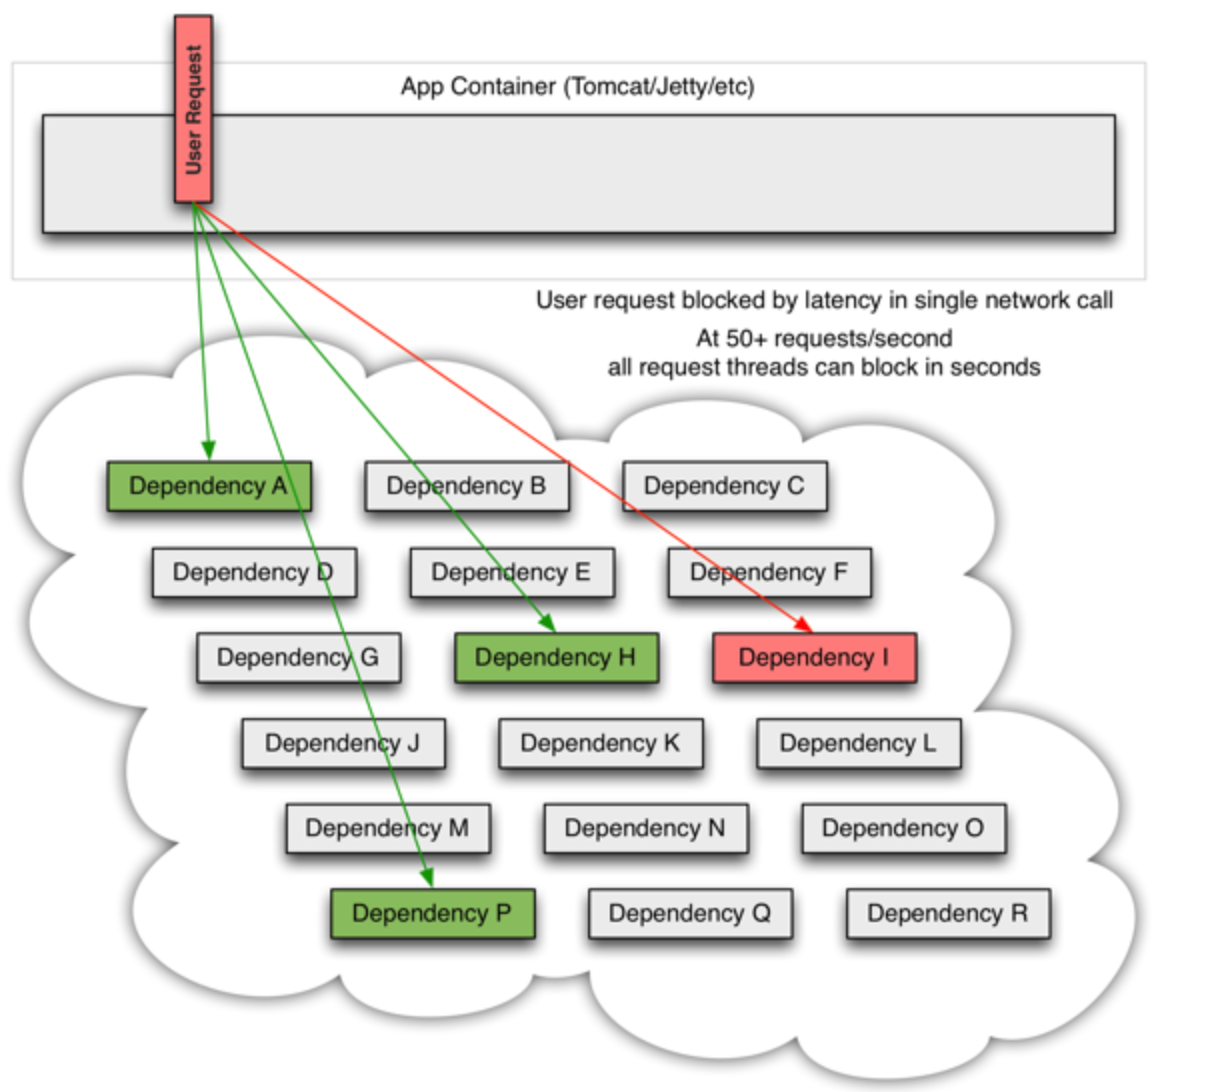 User Request
App Container (Tomcat/Jetty/etc)
User request blocked by latency in single network call
At 50+ requests/second
all request threads can block in seconds
Dependency A
Dependency B
Dependency C
Dependency D
Dependency E
Dependency F
Dependency G
Dependency H
Dependency I
Dependency J
Dependency K
Dependency L
Dependency M
Dependency N
Dependency O
Dependency P
Dependency Q
Dependency R